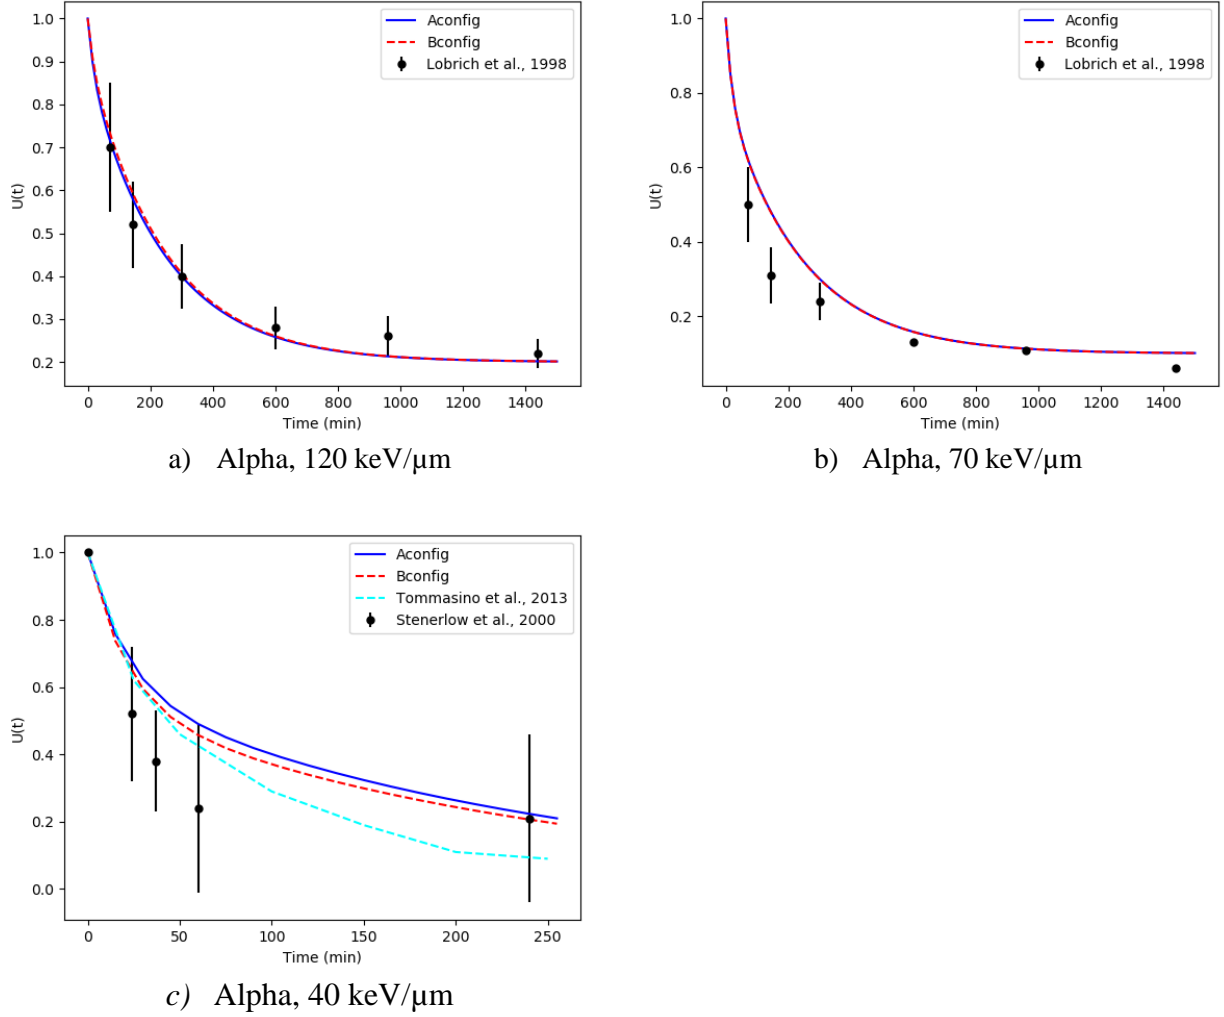 1.0
0.9
0.8
0.7
0.6
0.5
0.4
0.3
0.2
U(t)
0
200
400
600
800
1000
1200
1400
Time (min)
Aconfig
Bconfig
Lobrich et al., 1998
a) Alpha, 120 keV/µm
1.0
0.8
0.6
0.4
0.2
U(t)
0
200
400
600
800
1000
1200
1400
Time (min)
Aconfig
Bconfig
Lobrich et al., 1998
b) Alpha, 70 keV/µm
1.0
0.8
0.6
0.4
0.2
0.0
U(t)
0
50
100
150
200
250
Time (min)
Aconfig
Bconfig
Tommasino et al., 2013
Stenerlow et al., 2000
c) Alpha, 40 keV/µm